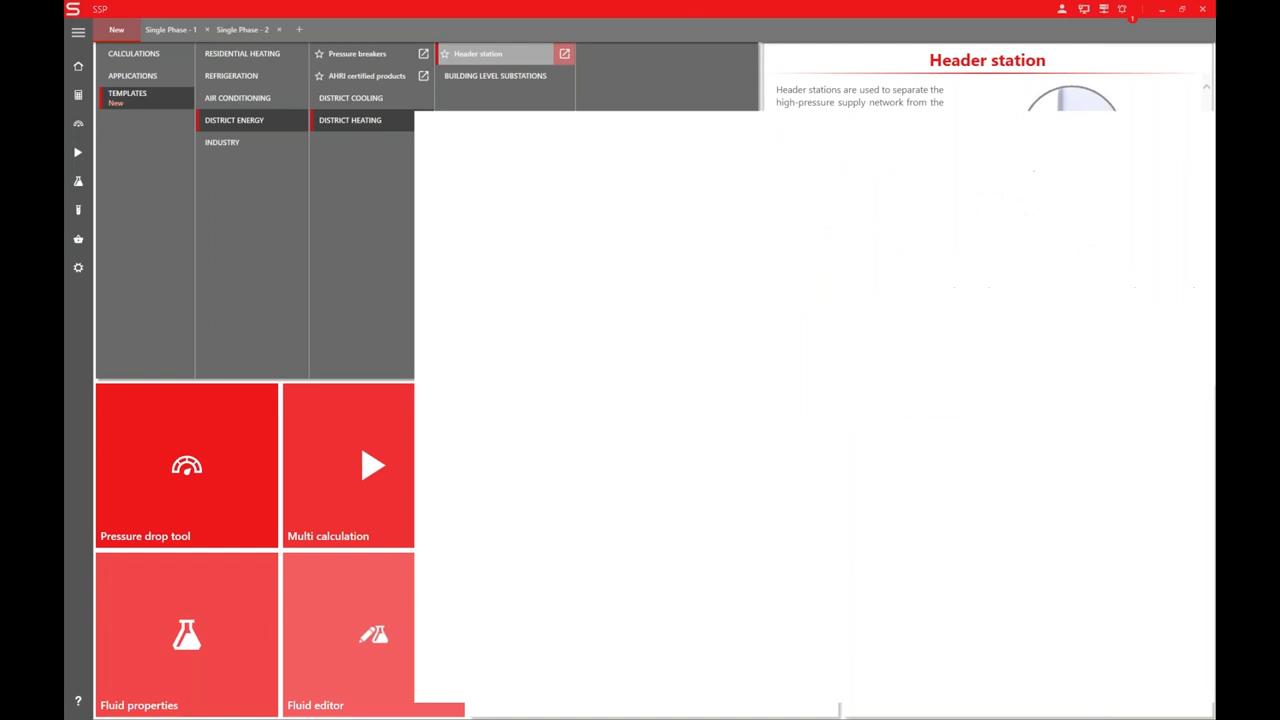 SSP
1
New
Single Phase - 1
Single Phase - 2
CALCULATIONS
APPLICATIONS
TEMPLATES
New
RESIDENTIAL HEATING
REFRIGERATION
AIR CONDITIONING
DISTRICT ENERGY
INDUSTRY
Pressure breakers
AHRI certified products
DISTRICT COOLING
DISTRICT HEATING
Header station
BUILDING LEVEL SUBSTATIONS
Header station
Header stations are used to separate the
high-pressure supply network from the
Pressure drop tool
Multi calculation
Fluid properties
Fluid editor
?